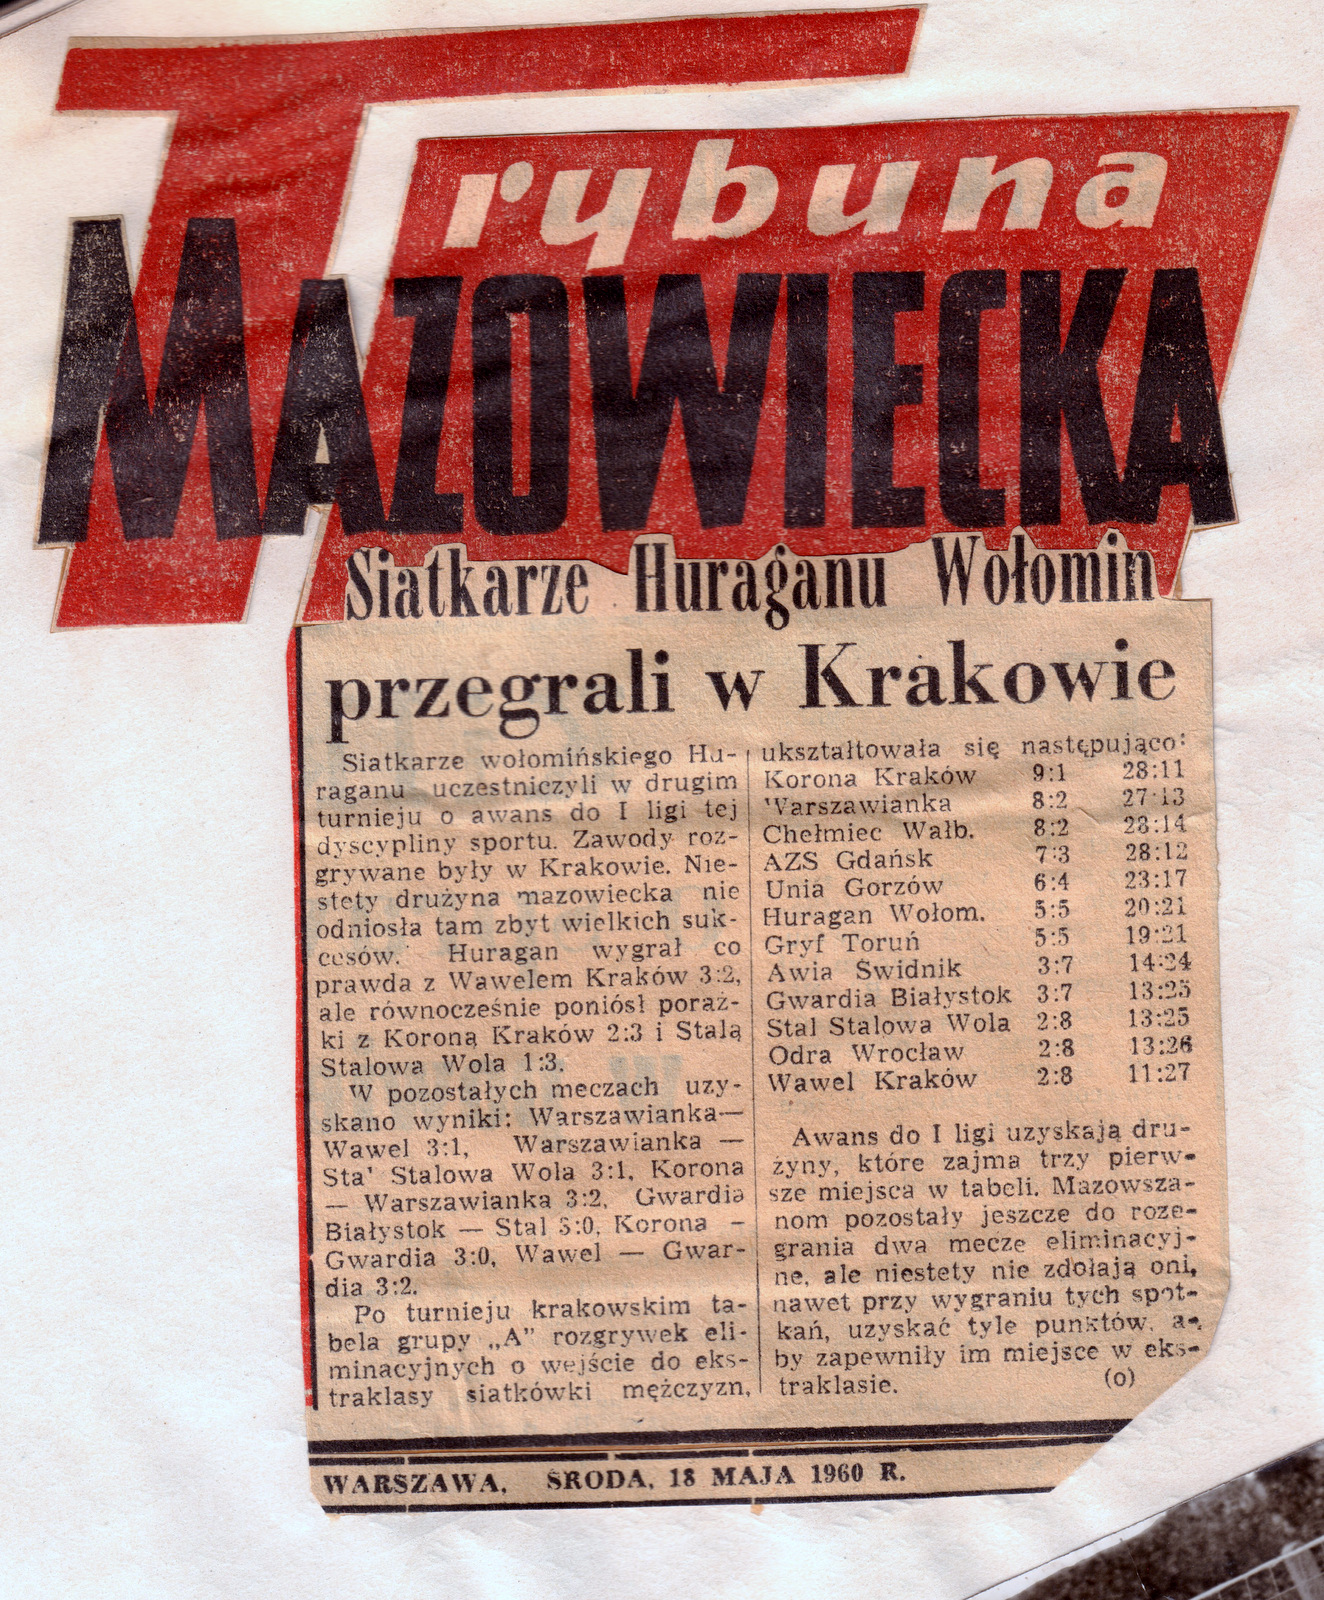 Trybuna
MAZOWIECKA
Siatkarze Huraganu Wołomin
przegrali w Krakowie
Siatkarze wołomińskiego Hu-
raganu uczestniczyli w drugim
turnieju o awans do I ligi tej
dyscypliny sportu. Zawody roz-
grywane były w Krakowie. Nie-
stety drużyna mazowiecka nie
odniosła tam zbyt wielkich suk-
cesów. Huragan wygrał co
prawda z Wawelem Kraków 3:2,
ale równocześnie poniósł poraż-
ki z Koroną Kraków 2:3 i Stalą
Stalowa Wola 1:3.
W pozostałych meczach uzy-
skano wyniki: Warszawianka—
Wawel 3:1, Warszawianka —
Sta' Stalowa Wola 3:1, Korona
— Warszawianka 3:2, Gwardia
Białystok — Stal 3:0, Korona —
Gwardia 3:0, Wawel — Gwar-
dia 3:2.
Po turnieju krakowskim ta-
bela grupy „A” rozgrywek eli-
minacyjnych o wejście do eks-
traklasy siatkówki mężczyzn,
ukształtowała się następująco:
Korona Kraków 9:1 28:11
Warszawianka 8:2 27:13
Chełmiec Wałb. 8:2 28:14
AZS Gdańsk 7:3 28:12
Unia Gorzów 6:4 23:17
Huragan Wołom. 5:5 20:21
Gryf Toruń 5:5 19:21
Awia Świdnik 3:7 14:24
Gwardia Białystok 3:7 13:25
Stal Stalowa Wola 2:8 13:25
Odra Wrocław 2:8 13:26
Wawel Kraków 2:8 11:27
Awans do I ligi uzyskają dru-
żyny, które zajmą trzy pierw-
sze miejsca w tabeli. Mazowsza-
nom pozostały jeszcze do roze-
grania dwa mecze eliminacyj-
ne, ale niestety nie zdołają oni,
nawet przy wygraniu tych spot-
kań, uzyskać tyle punktów, a-
by zapewniły im miejsce w eks-
traklasie. (o)
WARSZAWA, ŚRODA, 18 MAJA 1960 R.